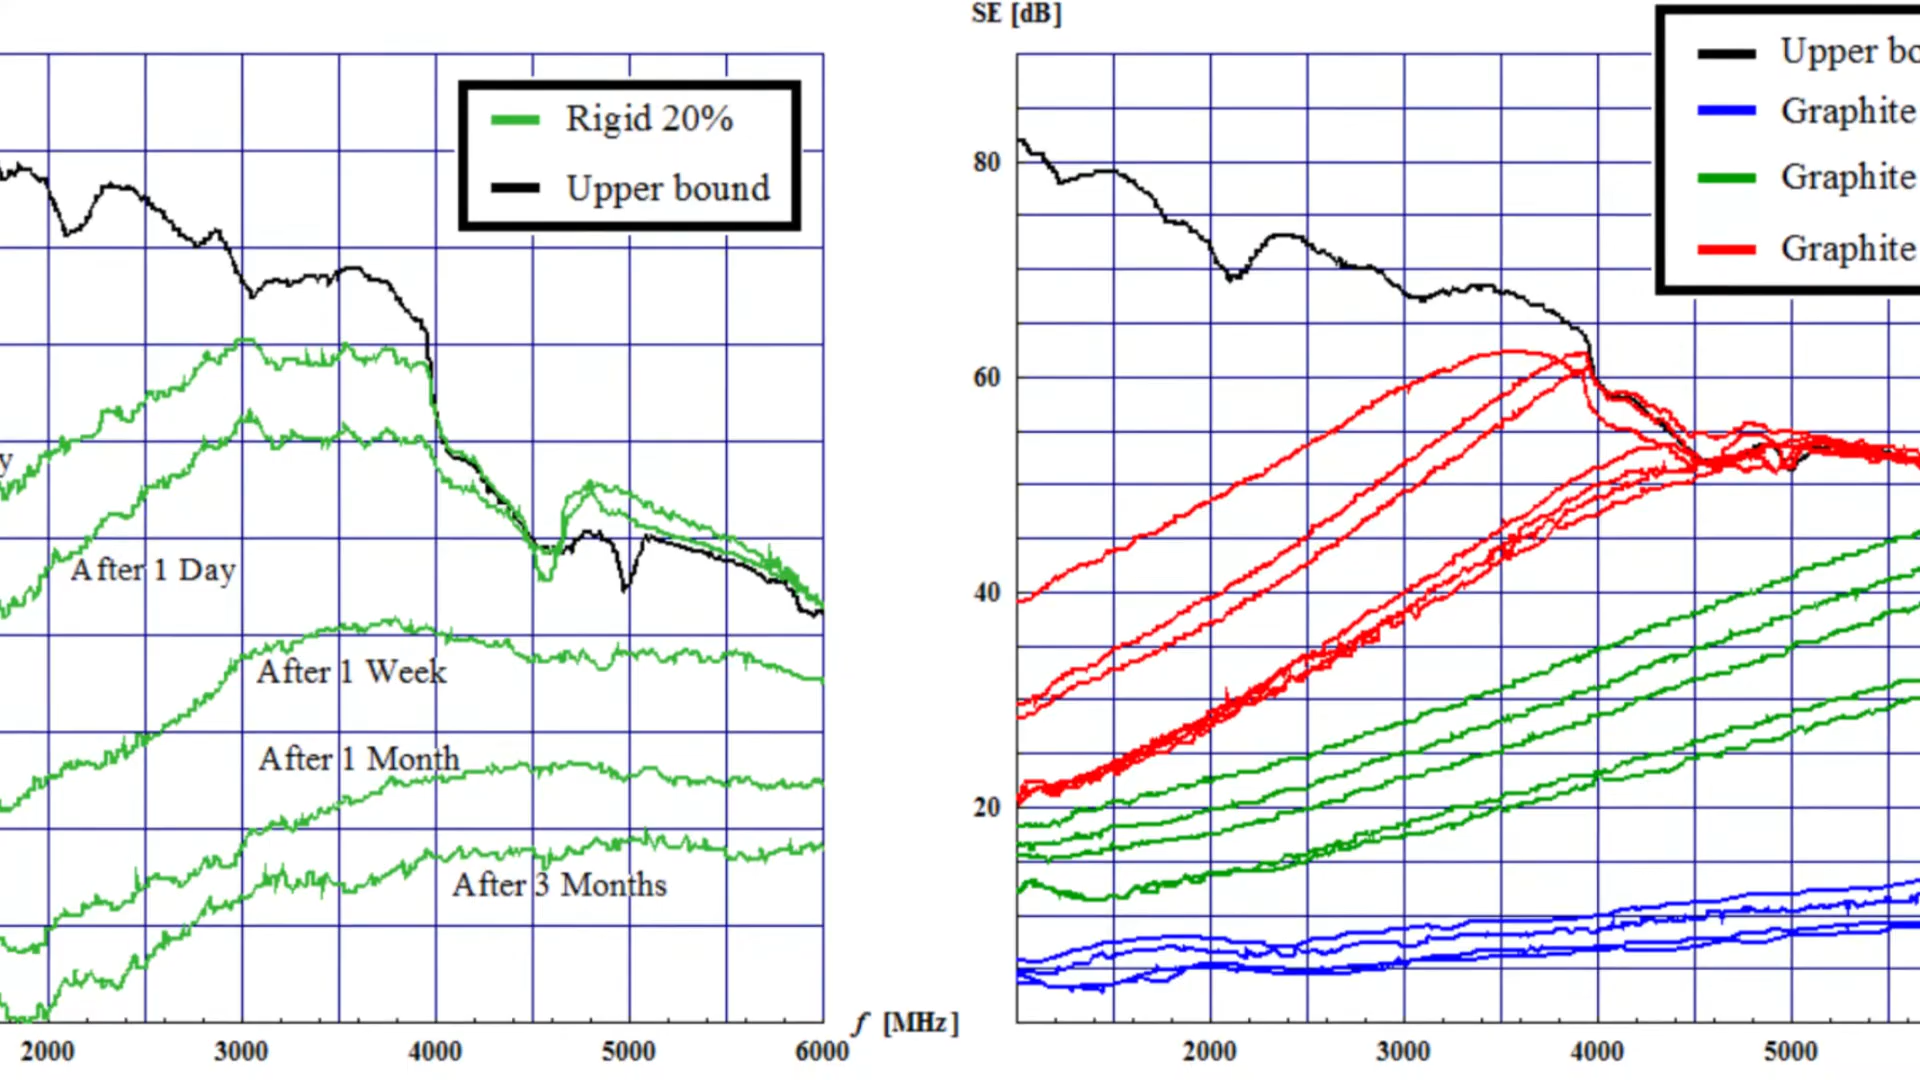 Rigid 20%
Upper bound
y
After 1 Day
After 1 Week
After 1 Month
After 3 Months
f [MHz]
2000 3000 4000 5000 6000
SE [dB]
Upper bo
Graphite
Graphite
Graphite
80
60
40
20
2000 3000 4000 5000